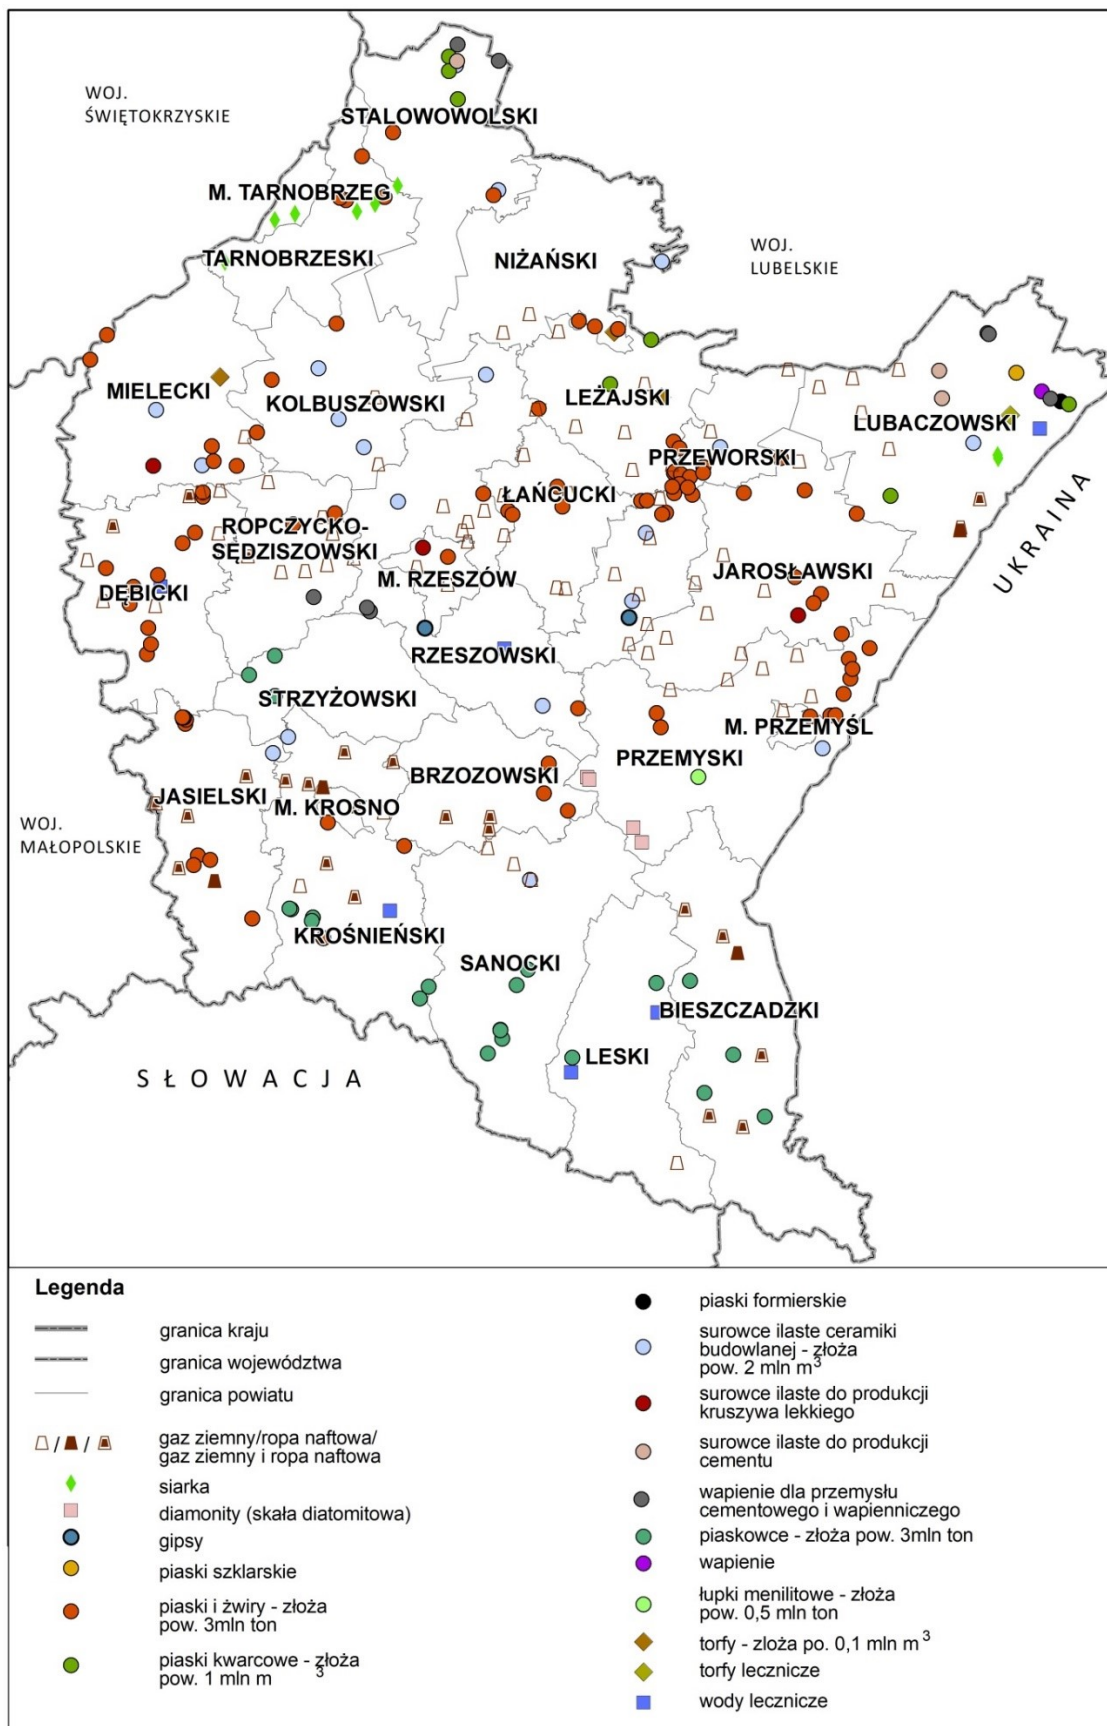 WOJ.
ŚWIĘTOKRZYSKIE
STALOWOWOLSKI
M. TARNOBRZEG
TARNOBRZESKI
NIŻAŃSKI
WOJ.
LUBELSKIE
MIELECKI
KOLBUSZOWSKI
LEŻAJSKI
LUBACZOWSKI
PRZEWORSKI
ŁAŃCUCKI
ROPCZYCKO-
SĘDZISZOWSKI
M. RZESZÓW
JAROSŁAWSKI
UKRAINA
DĘBICKI
RZESZOWSKI
STRZYŻOWSKI
M. PRZEMYŚL
PRZEMYSKI
BRZOZOWSKI
JASIELSKI
M. KROSNO
WOJ.
MAŁOPOLSKIE
KROŚNIEŃSKI
SANOCKI
BIESZCZADZKI
LESKI
SŁOWACJA
Legenda
granica kraju
granica województwa
granica powiatu
/ /
gaz ziemny/ropa naftowa/
gaz ziemny i ropa naftowa
siarka
diamonity (skała diatomitowa)
gipsy
piaski szklarskie
piaski i żwiry - złoża
pow. 3mln ton
piaski kwarcowe - złoża
pow. 1 mln m 3
piaski formierskie
surowce ilaste ceramiki
budowlanej - złoża
pow. 2 mln m3
surowce ilaste do produkcji
kruszywa lekkiego
surowce ilaste do produkcji
cementu
wapienie dla przemysłu
cementowego i wapienniczego
piaskowce - złoża pow. 3mln ton
wapienie
łupki menilitowe - złoża
pow. 0,5 mln ton
torfy - zloża po. 0,1 mln m 3
torfy lecznicze
wody lecznicze